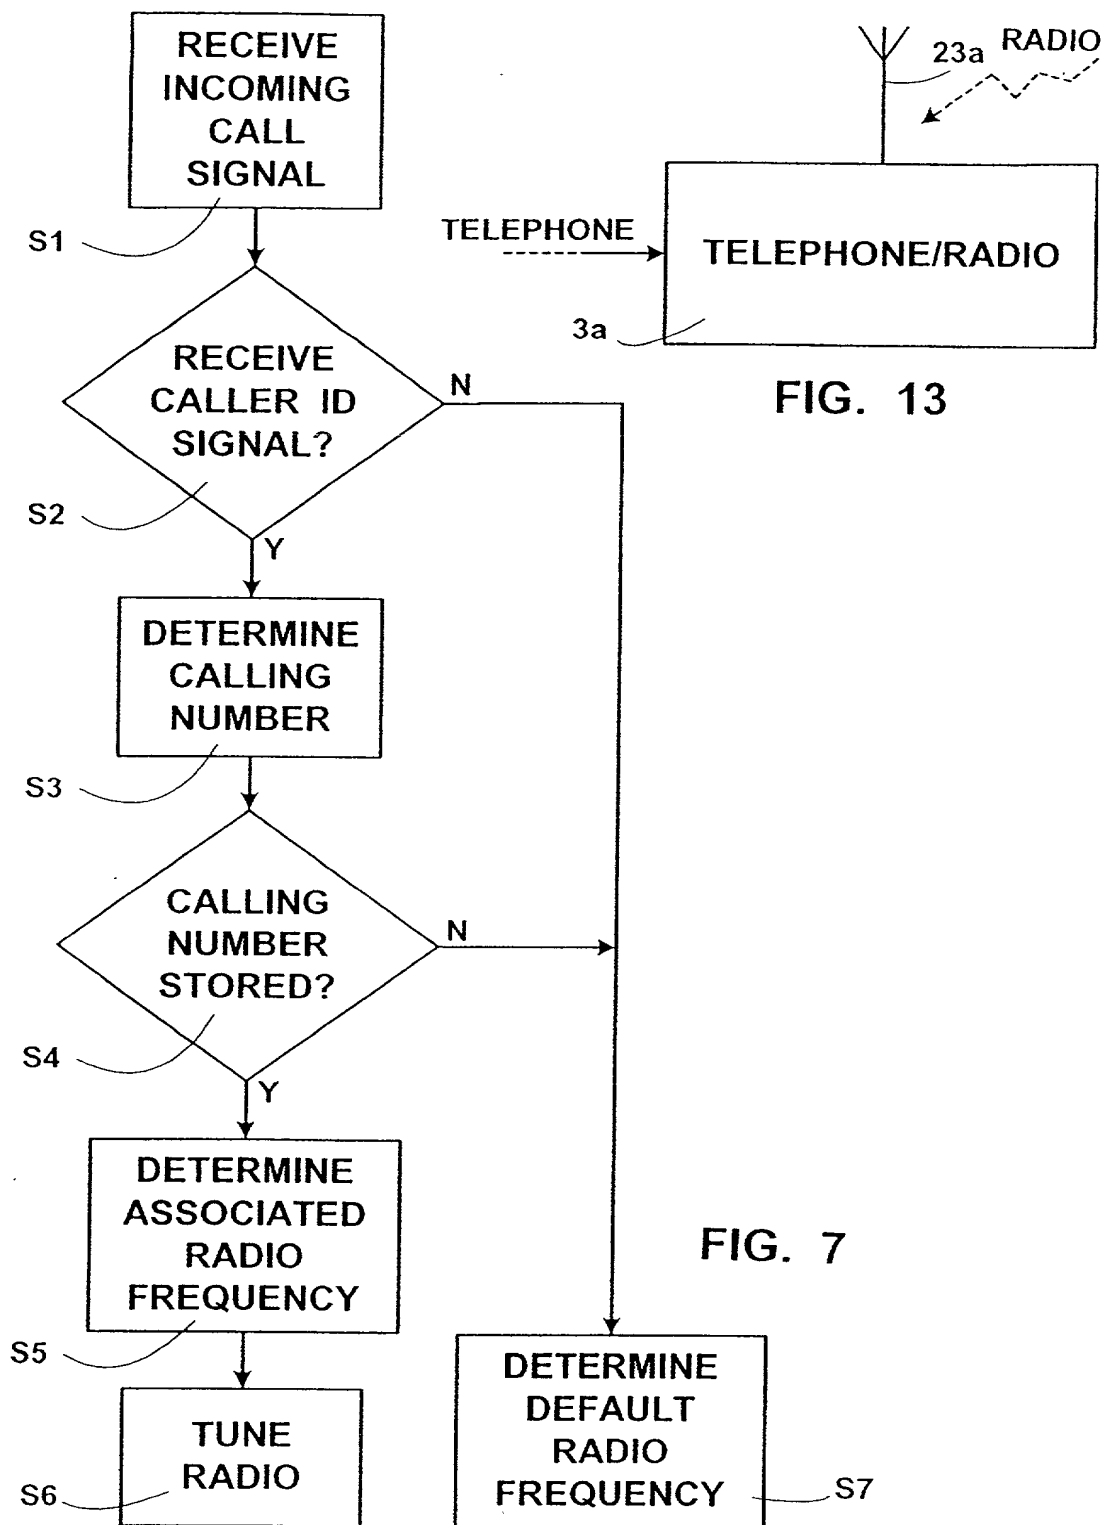 RECEIVE
INCOMING
CALL
SIGNAL
S1
RECEIVE
CALLER ID
SIGNAL?
N
S2
Y
DETERMINE
CALLING
NUMBER
S3
CALLING
NUMBER
STORED?
N
S4
Y
DETERMINE
ASSOCIATED
RADIO
FREQUENCY
S5
TUNE
RADIO
S6
DETERMINE
DEFAULT
RADIO
FREQUENCY
S7
FIG. 7
23a
RADIO
TELEPHONE
TELEPHONE/RADIO
3a
FIG. 13